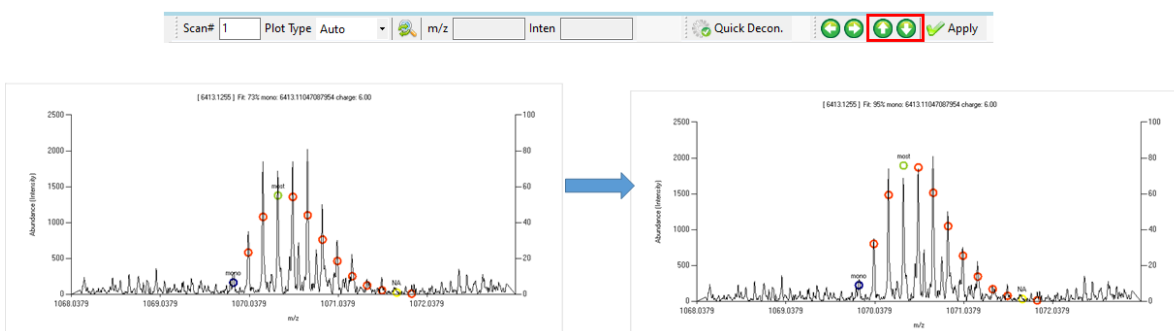 Scan# 1 Plot Type Auto m/z Inten Quick Decon. Apply
[ 6413.1255 ] Fit: 73% mono: 6413.11047087954 charge: 6.00
2500
2000
1500
1000
500
0
100
80
60
40
20
0
Abundance (Intensity)
most
mono
NA
1068.0379 1069.0379 1070.0379 1071.0379 1072.0379
m/z
[ 6413.1255 ] Fit: 95% mono: 6413.11047087954 charge: 6.00
2500
2000
1500
1000
500
0
100
80
60
40
20
0
Abundance (Intensity)
most
mono
NA
1068.0379 1069.0379 1070.0379 1071.0379 1072.0379
m/z